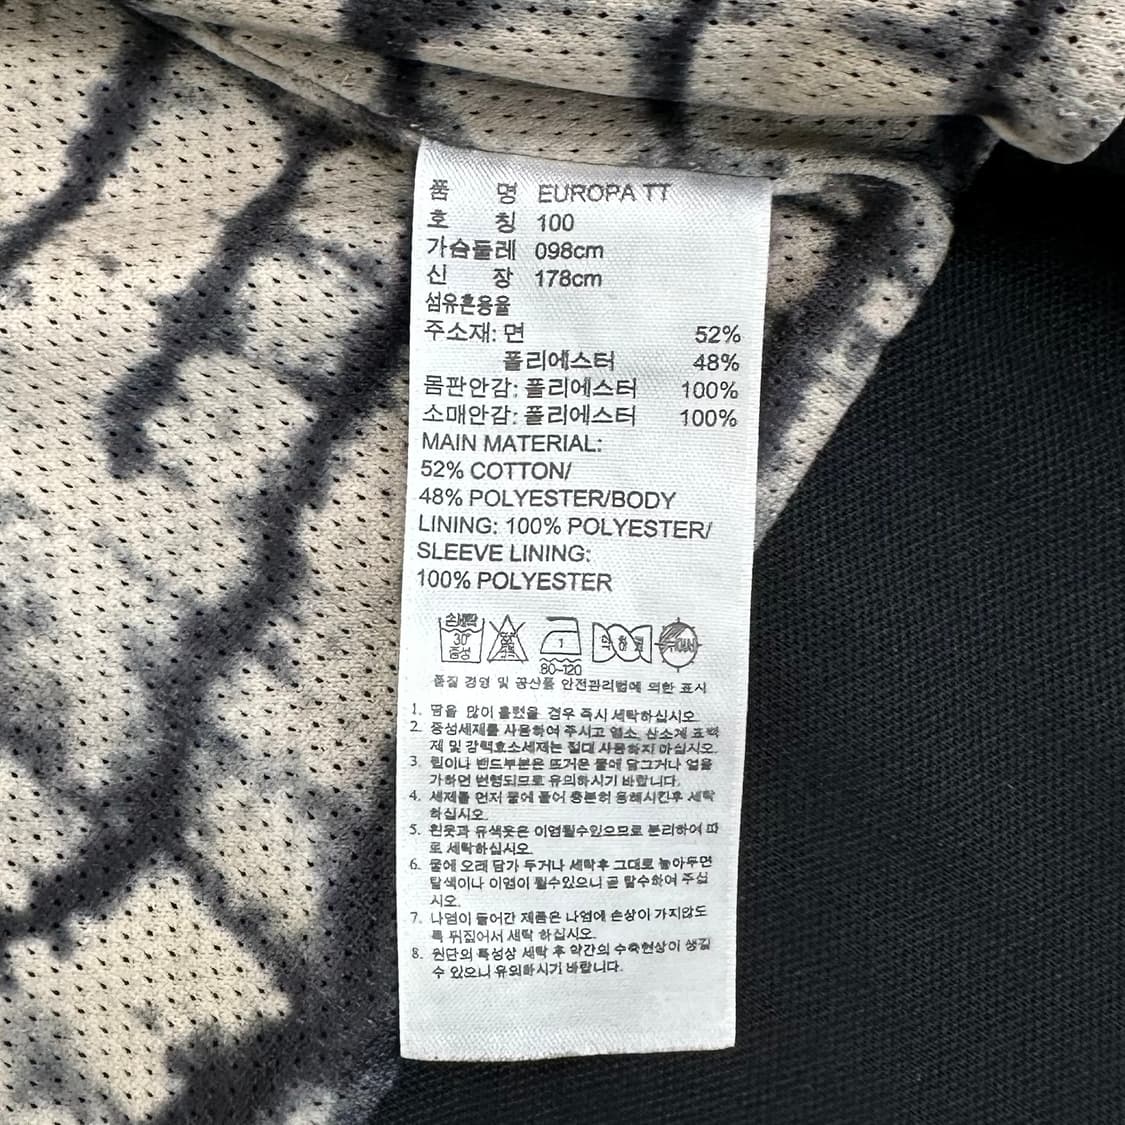 품 명 EUROPA TT
호 칭 100
가슴둘레 098cm
신 장 178cm
섬유혼용율
주소재: 면 52%
폴리에스터 48%
몸판안감: 폴리에스터 100%
소매안감: 폴리에스터 100%
MAIN MATERIAL:
52% COTTON/
48% POLYESTER/BODY
LINING: 100% POLYESTER/
SLEEVE LINING:
100% POLYESTER
손세탁
30°
중성
1
80~120
약하게
품질 경영 및 공산품 안전관리법에 의한 표시
1. 땀을 많이 흘렸을 경우 즉시 세탁하십시오
2. 중성세제를 사용하여 주시고 염소, 산소계 표백
제 및 강력효소세제는 절대 사용하지 마십시오.
3. 립이나 밴드부분은 뜨거운 물에 담그거나 열을
가하면 변형되므로 유의하시기 바랍니다.
4. 세제를 먼저 물에 풀어 충분히 용해시킨후 세탁
하십시오.
5. 흰옷과 유색옷은 이염될수있으므로 분리하여 따
로 세탁하십시오.
6. 물에 오래 담가 두거나 세탁후 그대로 놓아두면
탈색이나 이염이 될수있으니 곧 탈수하여 주십
시오.
7. 나염이 들어간 제품은 나염에 손상이 가지않도
록 뒤집어서 세탁 하십시오.
8. 원단의 특성상 세탁 후 약간의 수축현상이 생길
수 있으니 유의하시기 바랍니다.